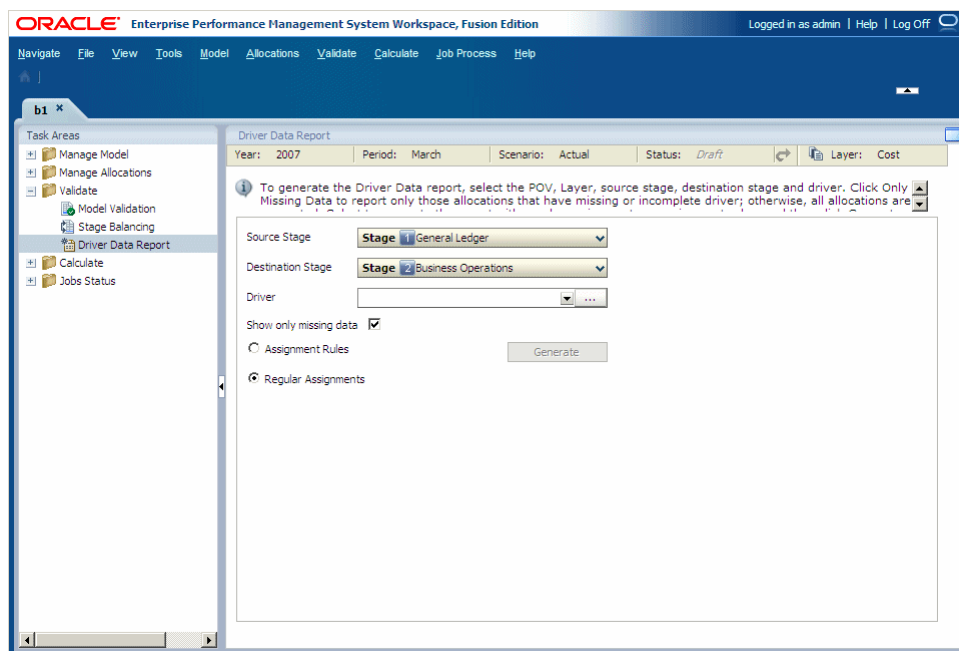 ORACLE Enterprise Performance Management System Workspace, Fusion Edition Logged in as admin | Help | Log Off
Navigate File View Tools Model Allocations Validate Calculate Job Process Help
b1 ×
Task Areas
Manage Model
Manage Allocations
Validate
Model Validation
Stage Balancing
Driver Data Report
Calculate
Jobs Status
Driver Data Report
Year: 2007 Period: March Scenario: Actual Status: Draft Layer: Cost
To generate the Driver Data report, select the POV, Layer, source stage, destination stage and driver. Click Only
Missing Data to report only those allocations that have missing or incomplete driver; otherwise, all allocations are
Source Stage Stage 1 General Ledger
Destination Stage Stage 2 Business Operations
Driver ...
Show only missing data
Assignment Rules Generate
Regular Assignments